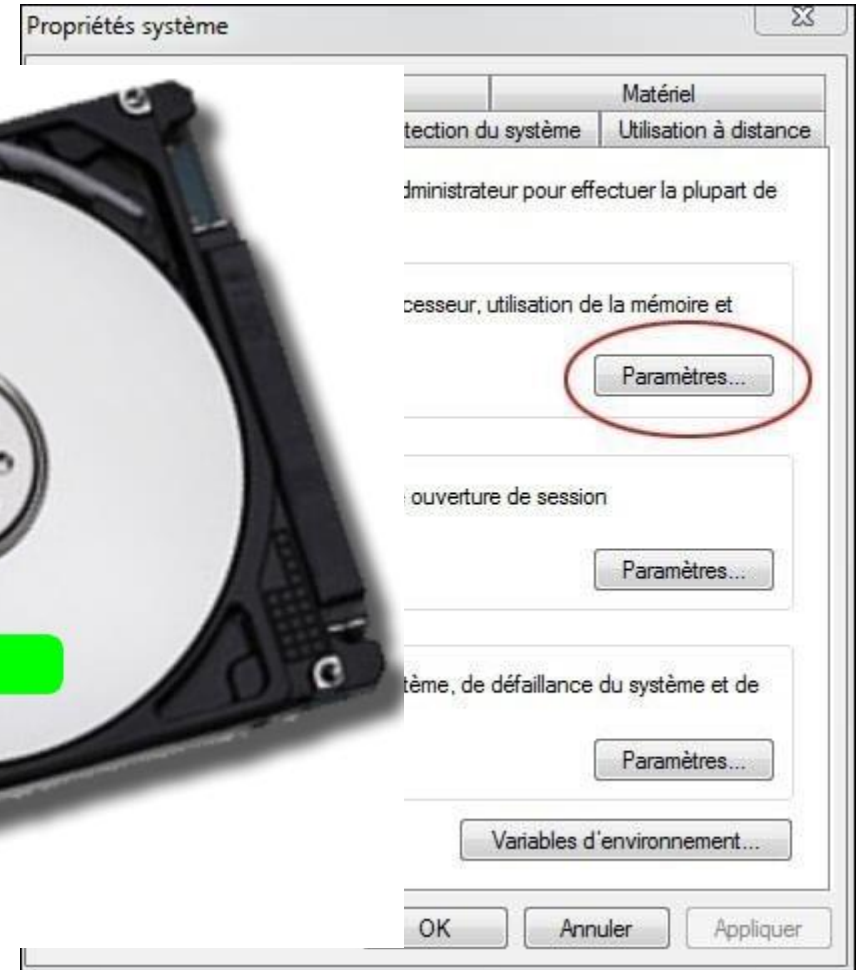 Propriétés système
Matériel
tection du système
Utilisation à distance
dministrateur pour effectuer la plupart de
cesseur, utilisation de la mémoire et
Paramètres...
ouverture de session
Paramètres...
tème, de défaillance du système et de
Paramètres...
Variables d'environnement...
OK
Annuler
Appliquer